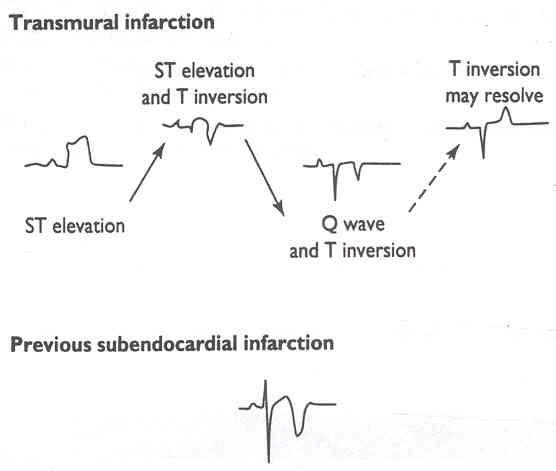 Transmural infarction
ST elevation
and T inversion
T inversion
may resolve
ST elevation
Q wave
and T inversion
Previous subendocardial infarction